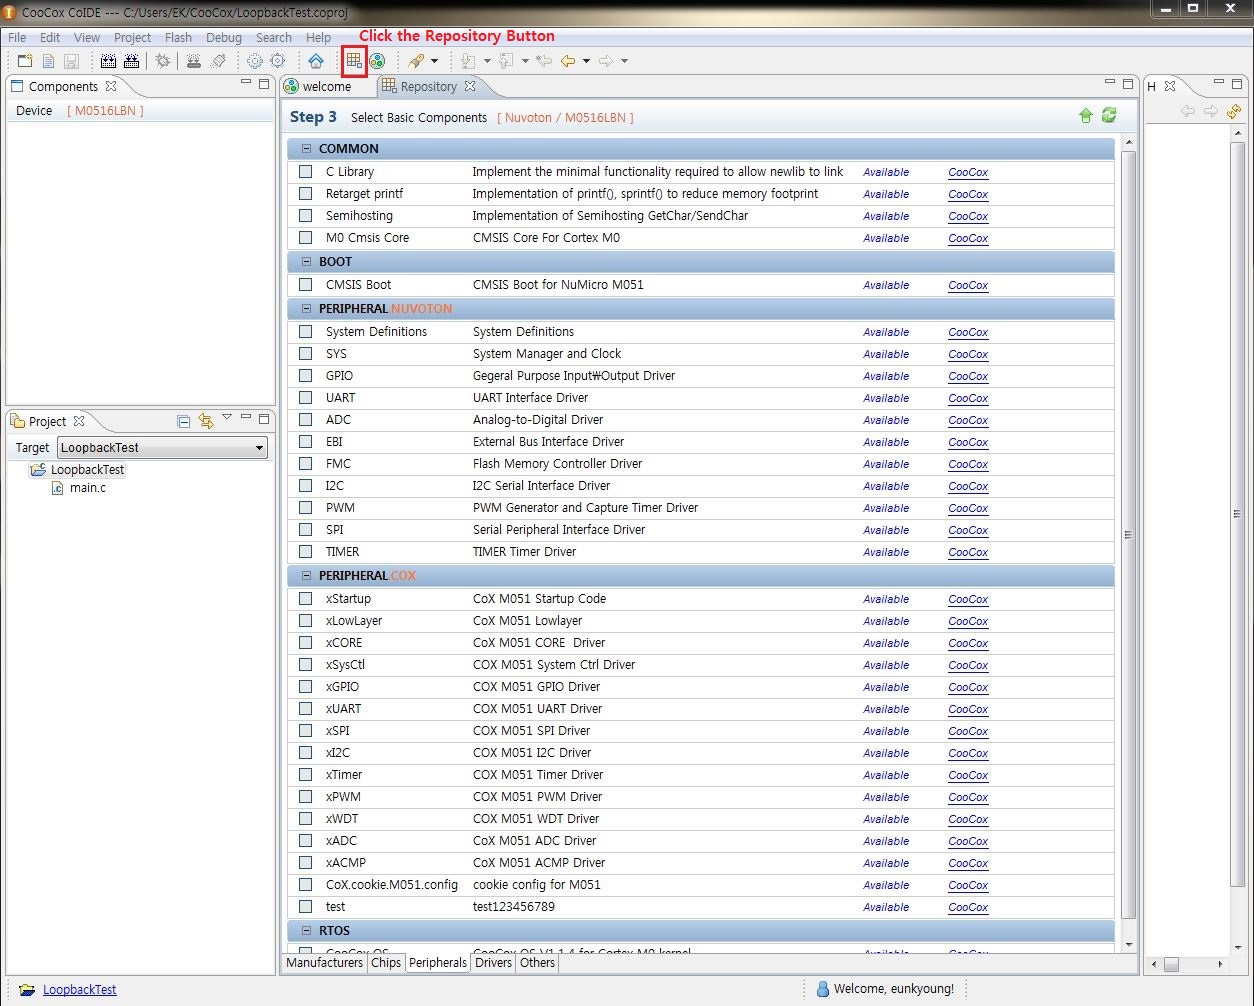 CooCox CoIDE --- C:/Users/EK/CooCox/LoopbackTest.coproj
File Edit View Project Flash Debug Search Help
Click the Repository Button
Components
Device [ M0516LBN ]
welcome Repository
H
Step 3 Select Basic Components [ Nuvoton / M0516LBN ]
COMMON
C Library Implement the minimal functionality required to allow newlib to link Available CooCox
Retarget printf Implementation of printf(), sprintf() to reduce memory footprint Available CooCox
Semihosting Implementation of Semihosting GetChar/SendChar Available CooCox
M0 Cmsis Core CMSIS Core For Cortex M0 Available CooCox
BOOT
CMSIS Boot CMSIS Boot for NuMicro M051 Available CooCox
PERIPHERAL.NUVOTON
System Definitions System Definitions Available CooCox
SYS System Manager and Clock Available CooCox
GPIO Gegeral Purpose Input₩Output Driver Available CooCox
UART UART Interface Driver Available CooCox
ADC Analog-to-Digital Driver Available CooCox
EBI External Bus Interface Driver Available CooCox
FMC Flash Memory Controller Driver Available CooCox
I2C I2C Serial Interface Driver Available CooCox
PWM PWM Generator and Capture Timer Driver Available CooCox
SPI Serial Peripheral Interface Driver Available CooCox
TIMER TIMER Timer Driver Available CooCox
PERIPHERAL.COX
xStartup CoX M051 Startup Code Available CooCox
xLowLayer CoX M051 Lowlayer Available CooCox
xCORE CoX M051 CORE  Driver Available CooCox
xSysCtl COX M051 System Ctrl Driver Available CooCox
xGPIO COX M051 GPIO Driver Available CooCox
xUART COX M051 UART Driver Available CooCox
xSPI COX M051 SPI Driver Available CooCox
xI2C COX M051 I2C Driver Available CooCox
xTimer COX M051 Timer Driver Available CooCox
xPWM COX M051 PWM Driver Available CooCox
xWDT COX M051 WDT Driver Available CooCox
xADC CoX M051 ADC Driver Available CooCox
xACMP CoX M051 ACMP Driver Available CooCox
CoX.cookie.M051.config cookie config for M051 Available CooCox
test test123456789 Available CooCox
RTOS
CooCox OS CooCox OS V1.1.4 for Cortex M0 kernel Available CooCox
Manufacturers Chips Peripherals Drivers Others
Project
Target LoopbackTest
LoopbackTest
main.c
LoopbackTest
Welcome, eunkyoung!